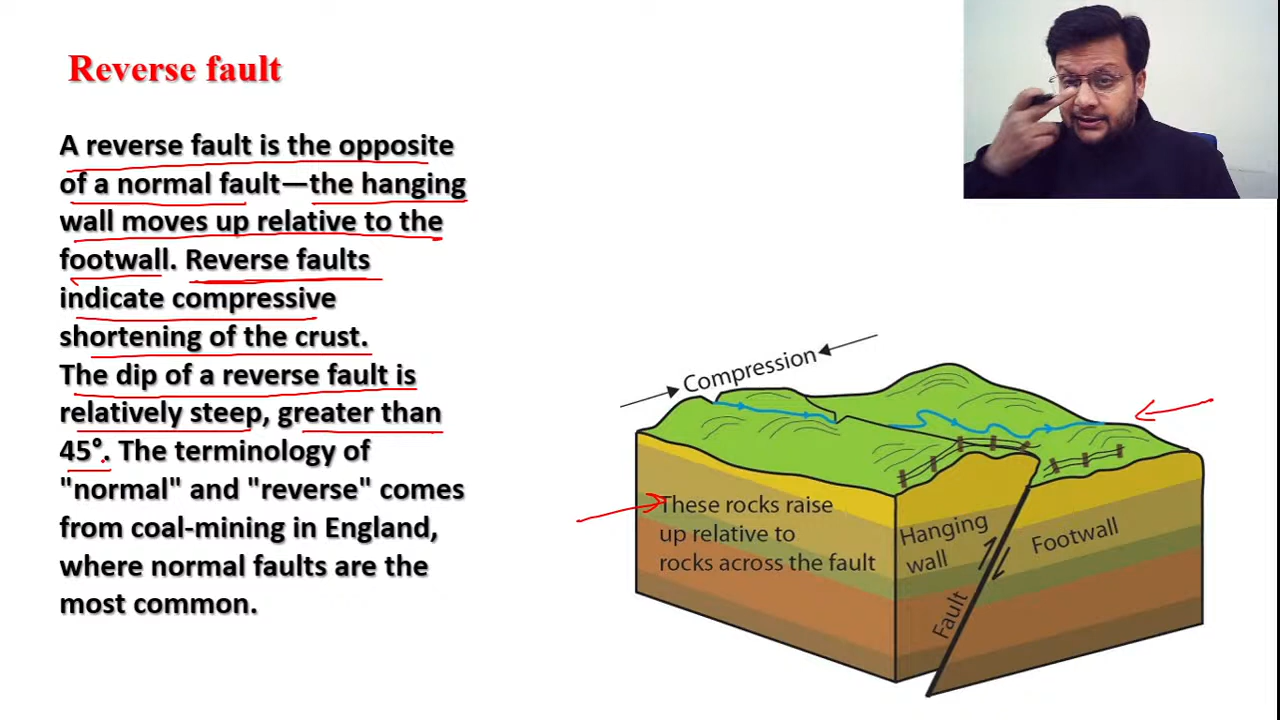 Reverse fault
A reverse fault is the opposite
of a normal fault—the hanging
wall moves up relative to the
footwall. Reverse faults
indicate compressive
shortening of the crust.
The dip of a reverse fault is
relatively steep, greater than
45°. The terminology of
"normal" and "reverse" comes
from coal-mining in England,
where normal faults are the
most common.
Compression
These rocks raise
up relative to
rocks across the fault
Hanging
wall
Footwall
Fault